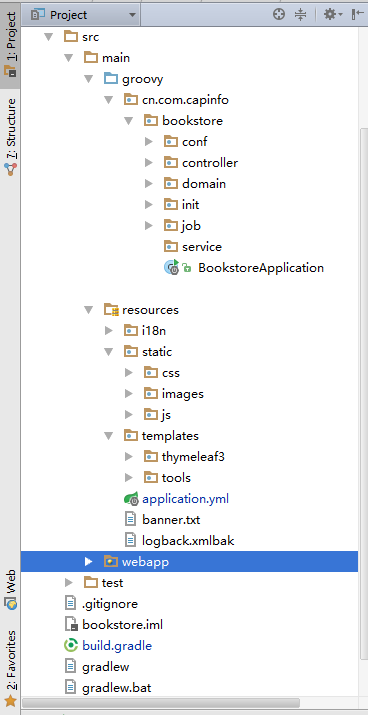 Project
1: Project
7: Structure
Web
2: Favorites
src
main
groovy
cn.com.capinfo
bookstore
conf
controller
domain
init
job
service
BookstoreApplication
resources
i18n
static
css
images
js
templates
thymeleaf3
tools
application.yml
banner.txt
logback.xmlbak
webapp
test
.gitignore
bookstore.iml
build.gradle
gradlew
gradlew.bat